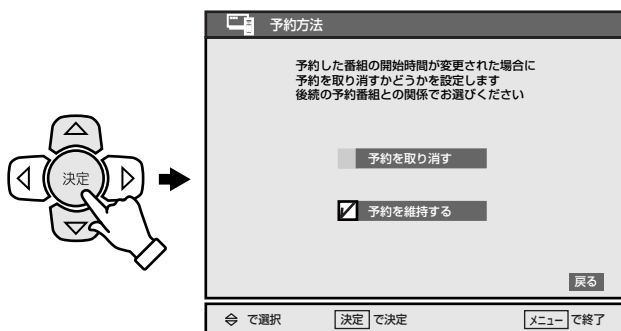 予約方法
予約した番組の開始時間が変更された場合に
予約を取り消すかどうかを設定します
後続の予約番組との関係でお選びください
決定
予約を取り消す
予約を維持する
戻る
で選択 決定 で決定 メニュー で終了